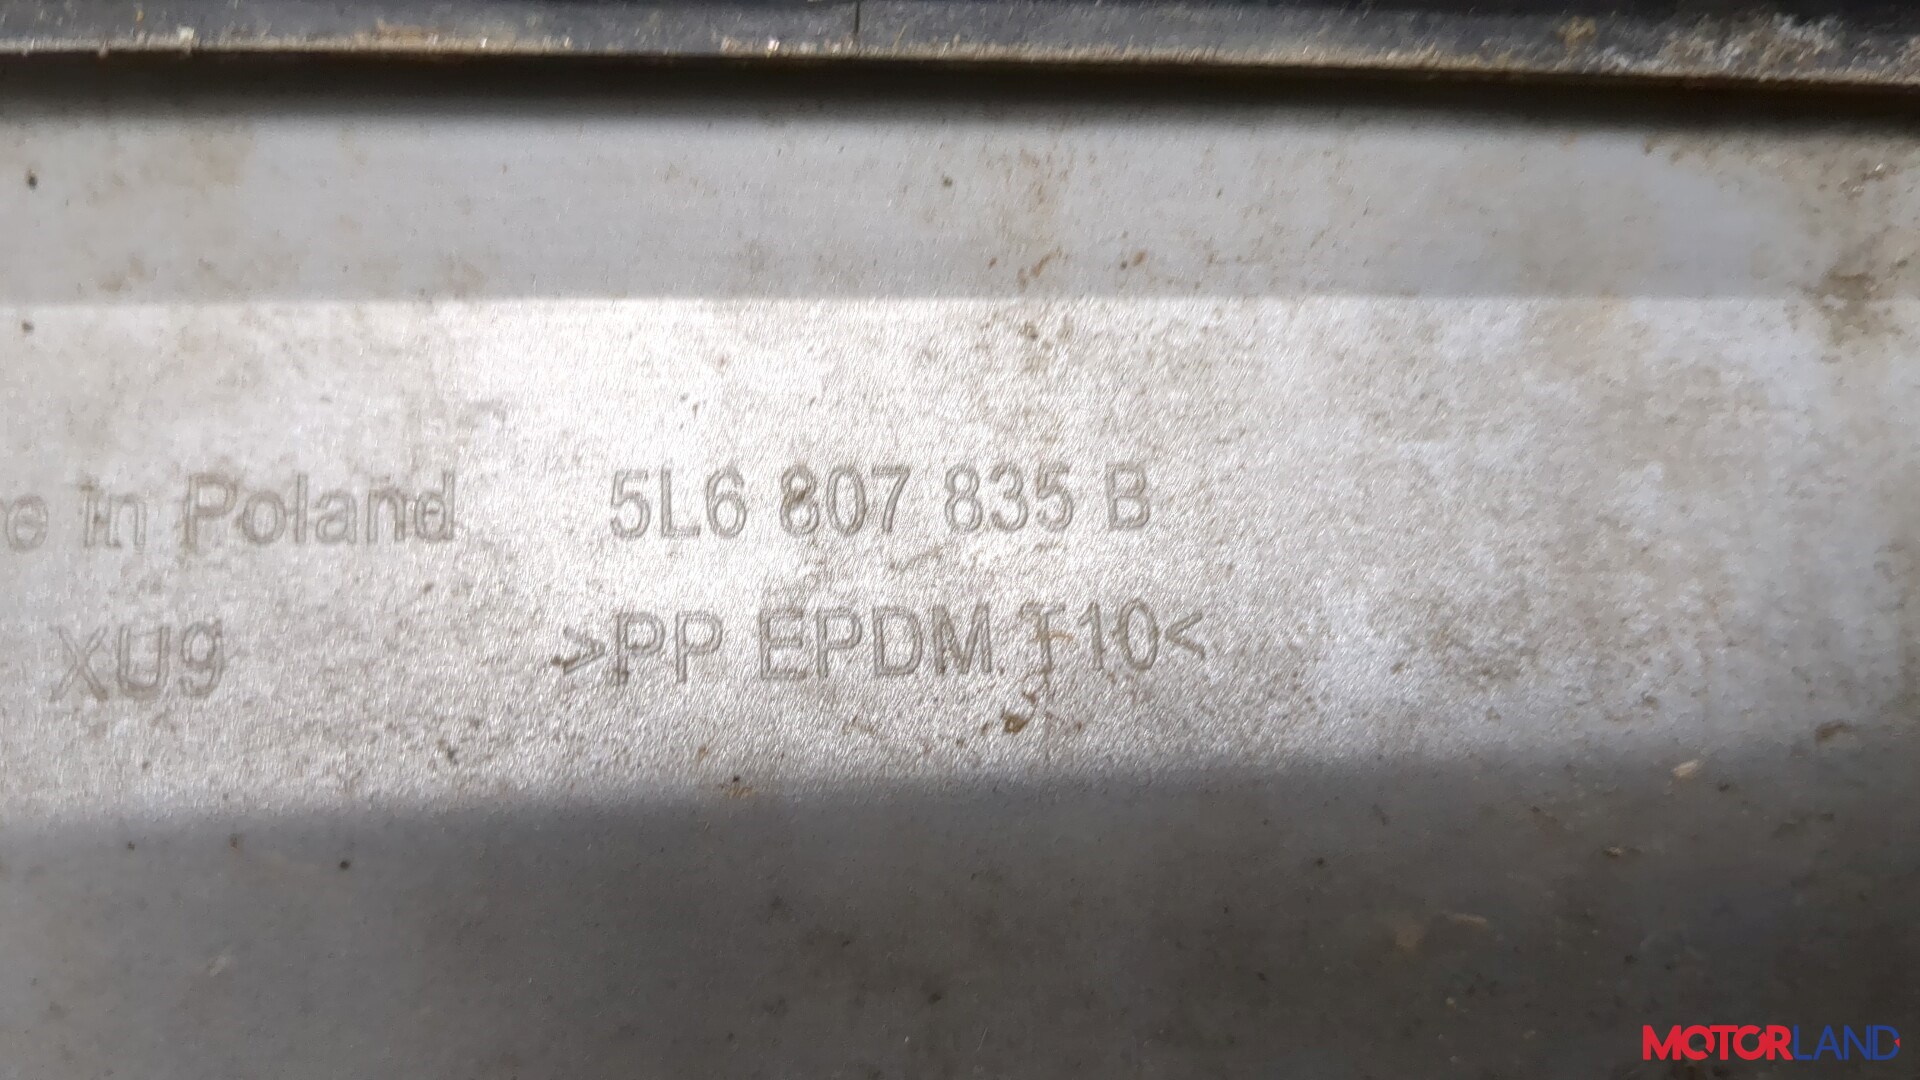 in Poland 5L6 807 835 B
XU9 >PP EPDM T10<
MOTORLAND